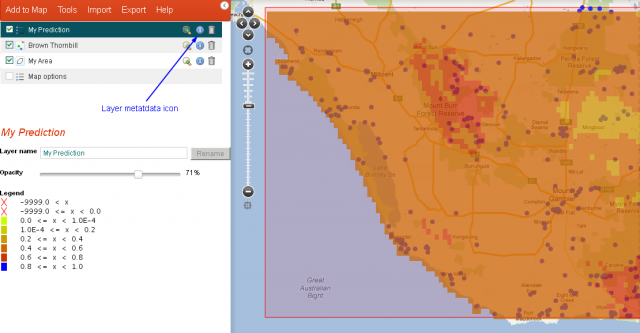 Add to Map Tools Import Export Help
My Prediction
Brown Thornbill
My Area
Map options
Layer metatdata icon
My Prediction
Layer name My Prediction Rename
Opacity 71%
Legend
-9999.0 < x
-9999.0 <= x < 0.0
0.0 <= x < 1.0E-4
1.0E-4 <= x < 0.2
0.2 <= x < 0.4
0.4 <= x < 0.6
0.6 <= x < 0.8
0.8 <= x < 1.0
Millicent
Mount Burr
Forest Reserve
Mount
Great
Australian
Bight